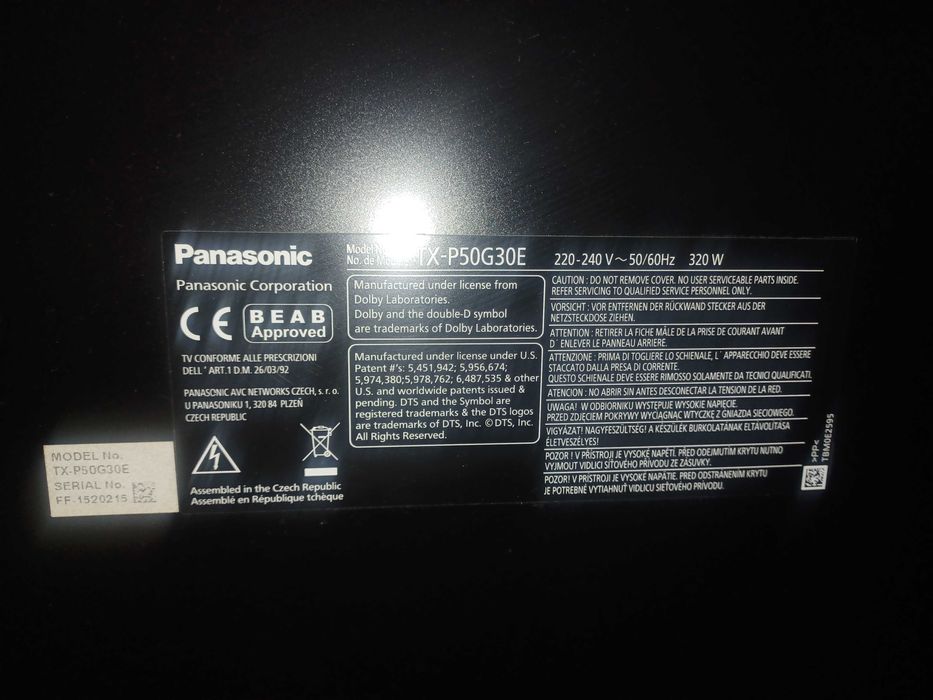 Panasonic
Model N
No. de Mo
TX-P50G30E
220-240 V～50/60Hz 320 W
Panasonic Corporation
CE
BEAB
Approved
TV CONFORME ALLE PRESCRIZIONI
DELL' ART.1 D.M. 26/03/92
PANASONIC AVC NETWORKS CZECH, s. r. o.
U PANASONIKU 1, 320 84 PLZEŇ
CZECH REPUBLIC
Assembled in the Czech Republic
Assemblé en République tchèque
Manufactured under license from
Dolby Laboratories.
Dolby and the double-D symbol
are trademarks of Dolby Laboratories.
Manufactured under license under U.S.
Patent #'s: 5,451,942; 5,956,674;
5,974,380;5,978,762; 6,487,535 & other
U.S. and worldwide patents issued &
pending. DTS and the Symbol are
registered trademarks & the DTS logos
are trademarks of DTS, Inc. © DTS, Inc.
All Rights Reserved.
CAUTION : DO NOT REMOVE COVER. NO USER SERVICEABLE PARTS INSIDE.
REFER SERVICING TO QUALIFIED SERVICE PERSONNEL ONLY.
VORSICHT : VOR ENTFERNEN DER RÜCKWAND STECKER AUS DER
NETZSTECKDOSE ZIEHEN.
ATTENTION : RETIRER LA FICHE MÂLE DE LA PRISE DE COURANT AVANT
D' ENLEVER LE PANNEAU ARRIERE.
ATTENZIONE : PRIMA DI TOGLIERE LO SCHIENALE, L' APPARECCHIO DEVE ESSERE
STACCATO DALLA PRESA DI CORRENTE.
QUESTO SCHIENALE DEVE ESSERE RIMOSSO SOLAMENTE DA TECNICI QUALIFICATI.
ATENCION : NO ABRIR SIN ANTES DESCONECTAR LA TENSION DE LA RED.
UWAGA! W ODBIORNIKU WYSTĘPUJE WYSOKIE NAPIĘCIE.
PRZED ZDJĘCIEM POKRYWY WYCIĄGNĄĆ WTYCZKĘ Z GNIAZDA SIECIOWEGO.
VIGYÁZAT! NAGYFESZÜLTSÉG! A KÉSZÜLÉK BURKOLATÁNAK ELTÁVOLÍTÁSA
ÉLETVESZÉLYES!
POZOR ! V PŘÍSTROJI JE VYSOKÉ NAPĚTÍ. PŘED ODEJMUTÍM KRYTU NUTNO
VYJMOUT VIDLICI SÍŤOVÉHO PŘÍVODU ZE ZÁSUVKY.
POZOR! V PRÍSTROJI JE VYSOKÉ NAPÄTIE. PRED ODSTRÁNENÍM KRYTU
JE POTREBNÉ VYTIAHNUŤ VIDLICU SIEŤOVÉHO PRÍVODU.
>PP<
TBM0E2595
MODEL No.
TX-P50G30E
SERIAL No.
FF-1520215